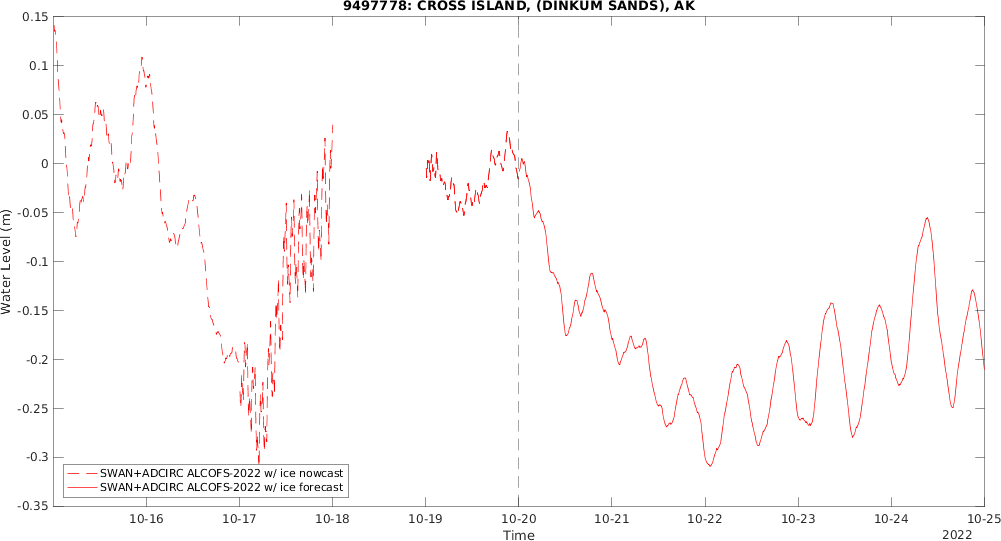 9497778: CROSS ISLAND, (DINKUM SANDS), AK
0.15
0.1
0.05
0
-0.05
-0.1
-0.15
-0.2
-0.25
-0.3
-0.35
Water Level (m)
SWAN+ADCIRC ALCOFS-2022 w/ ice nowcast
SWAN+ADCIRC ALCOFS-2022 w/ ice forecast
10-16 10-17 10-18 10-19 10-20 10-21 10-22 10-23 10-24 10-25
Time
2022